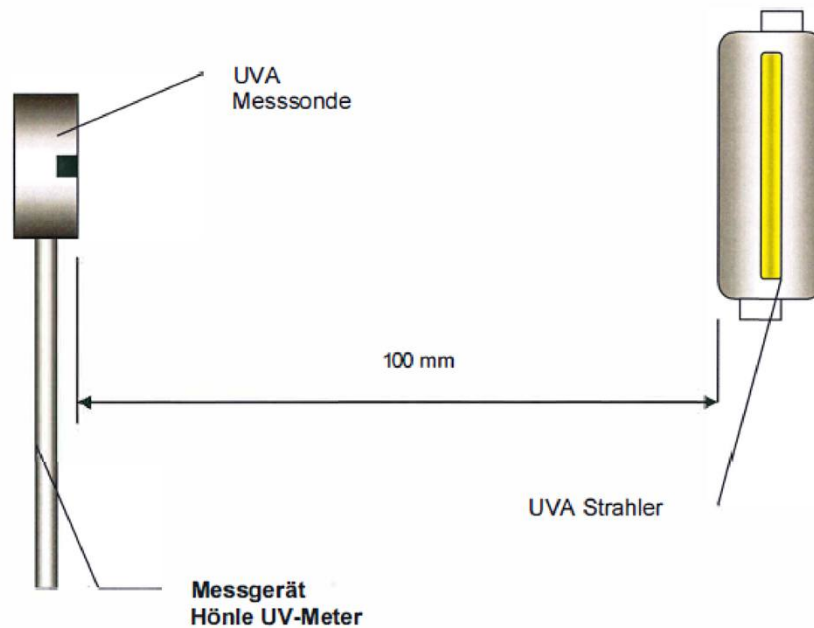 UVA
Messsonde
100 mm
UVA Strahler
Messgerät
Hönle UV-Meter